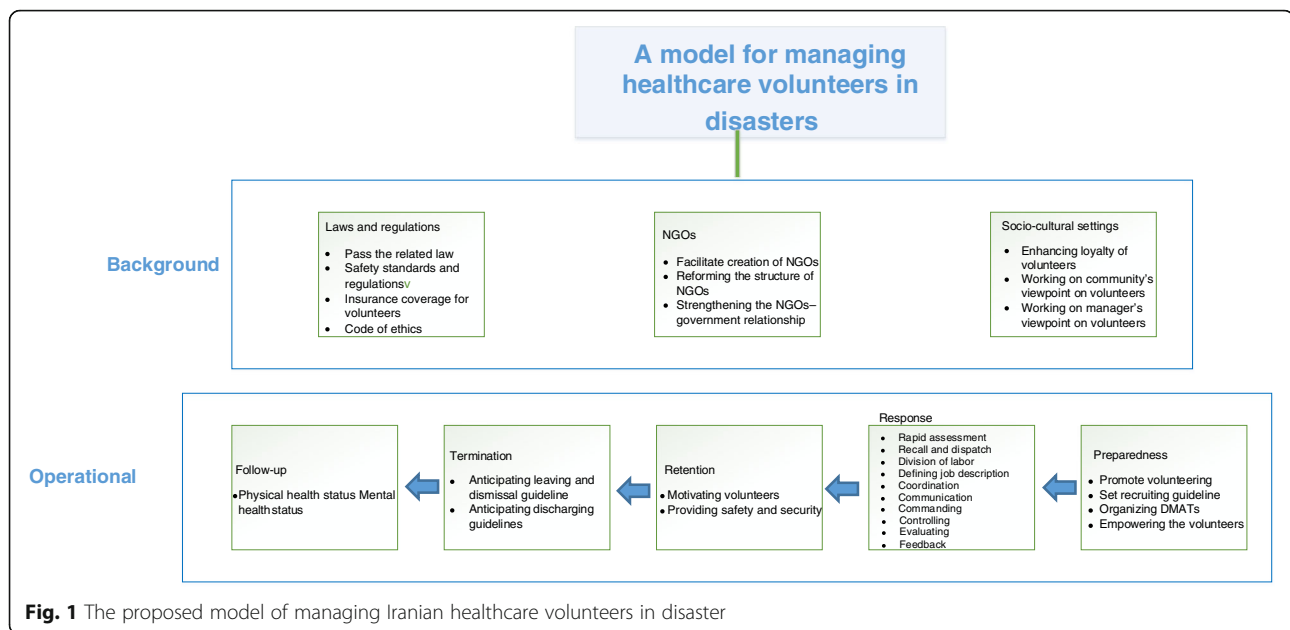 A model for managing
healthcare volunteers in
disasters
Background
Laws and regulations
• Pass the related law
• Safety standards and
regulationsv
• Insurance coverage for
volunteers
• Code of ethics
NGOs
• Facilitate creation of NGOs
• Reforming the structure of
NGOs
• Strengthening the NGOs–
government relationship
Socio-cultural settings
• Enhancing loyalty of
volunteers
• Working on community's
viewpoint on volunteers
• Working on manager's
viewpoint on volunteers
Operational
Follow-up
•Physical health status Mental
health status
Termination
• Anticipating leaving and
dismissal guideline
• Anticipating discharging
guidelines
Retention
• Motivating volunteers
• Providing safety and security
Response
• Rapid assessment
• Recall and dispatch
• Division of labor
• Defining job description
• Coordination
• Communication
• Commanding
• Controlling
• Evaluating
• Feedback
Preparedness
• Promote volunteering
• Set recruiting guideline
• Organizing DMATs
• Empowering the volunteers
Fig. 1 The proposed model of managing Iranian healthcare volunteers in disaster